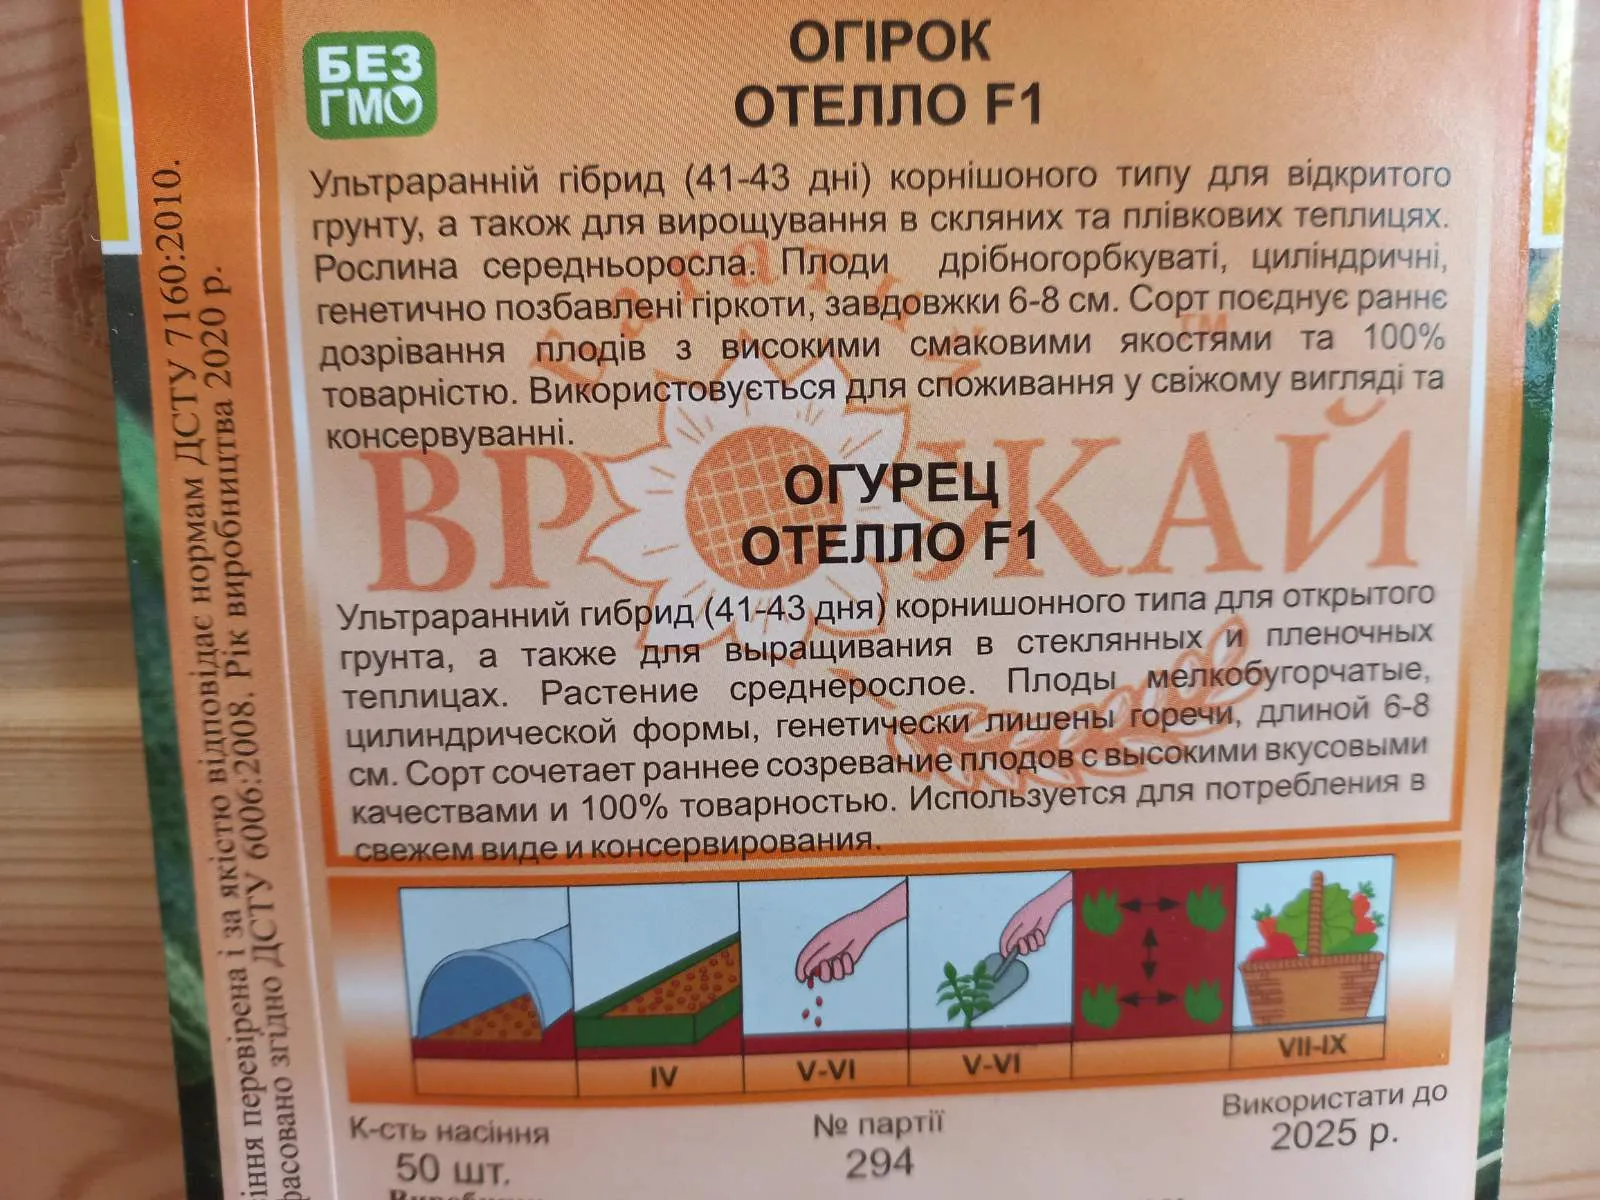 БЕЗ
ГМО
ОГІРОК
ОТЕЛЛО F1
Ультраранній гібрид (41-43 дні) корнішоного типу для відкритого
грунту, а також для вирощування в скляних та плівкових теплицях.
Рослина середньоросла. Плоди дрібногорбкуваті, циліндричні,
генетично позбавлені гіркоти, завдовжки 6-8 см. Сорт поєднує раннє
дозрівання плодів з високими смаковими якостями та 100%
товарністю. Використовується для споживання у свіжому вигляді та
консервуванні.
Багатий
ВРОЖАЙ
TM
ОГУРЕЦ
ОТЕЛЛО F1
Ультраранний гибрид (41-43 дня) корнишонного типа для открытого
грунта, а также для выращивания в стеклянных и пленочных
теплицах. Растение среднерослое. Плоды мелкобугорчатые,
цилиндрической формы, генетически лишены горечи, длиной 6-8
см. Сорт сочетает раннее созревание плодов с высокими вкусовыми
качествами и 100% товарностью. Используется для потребления в
свежем виде и консервирования.
IV
V-VI
V-VI
VII-IX
К-сть насіння
50 шт.
№ партії
294
Використати до
2025 р.
перевірена і за якістю відповідає нормам ДСТУ 7160:2010.
згідно ДСТУ 6006:2008. Рік виробництва 2020 р.